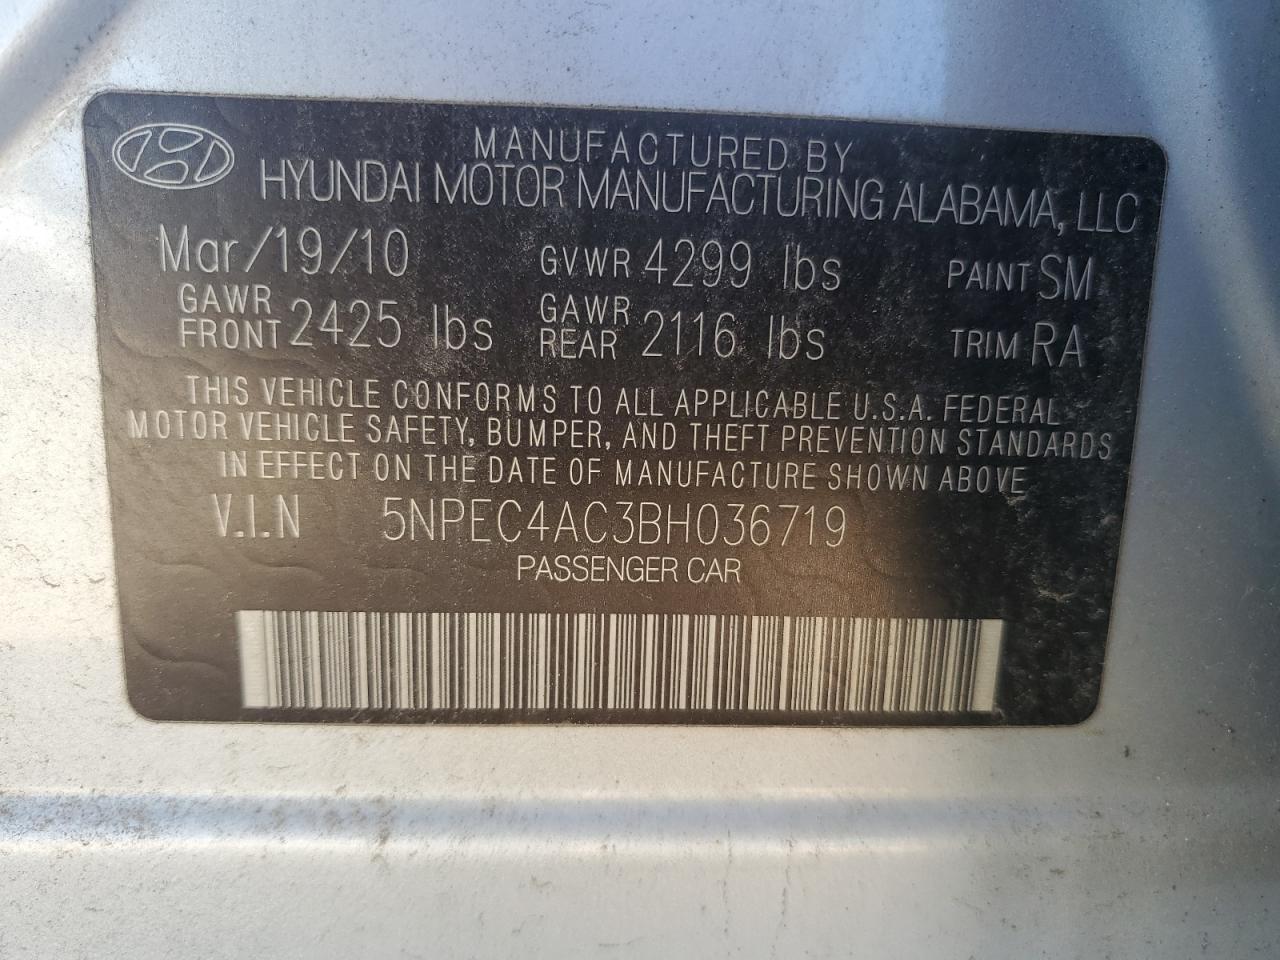 MANUFACTURED BY
HYUNDAI MOTOR MANUFACTURING ALABAMA, LLC
Mar/19/10 GVWR 4299 lbs PAINT SM
GAWR FRONT 2425 lbs GAWR REAR 2116 lbs TRIM RA
THIS VEHICLE CONFORMS TO ALL APPLICABLE U.S.A. FEDERAL
MOTOR VEHICLE SAFETY, BUMPER, AND THEFT PREVENTION STANDARDS
IN EFFECT ON THE DATE OF MANUFACTURE SHOWN ABOVE
V.I.N 5NPEC4AC3BH036719
PASSENGER CAR